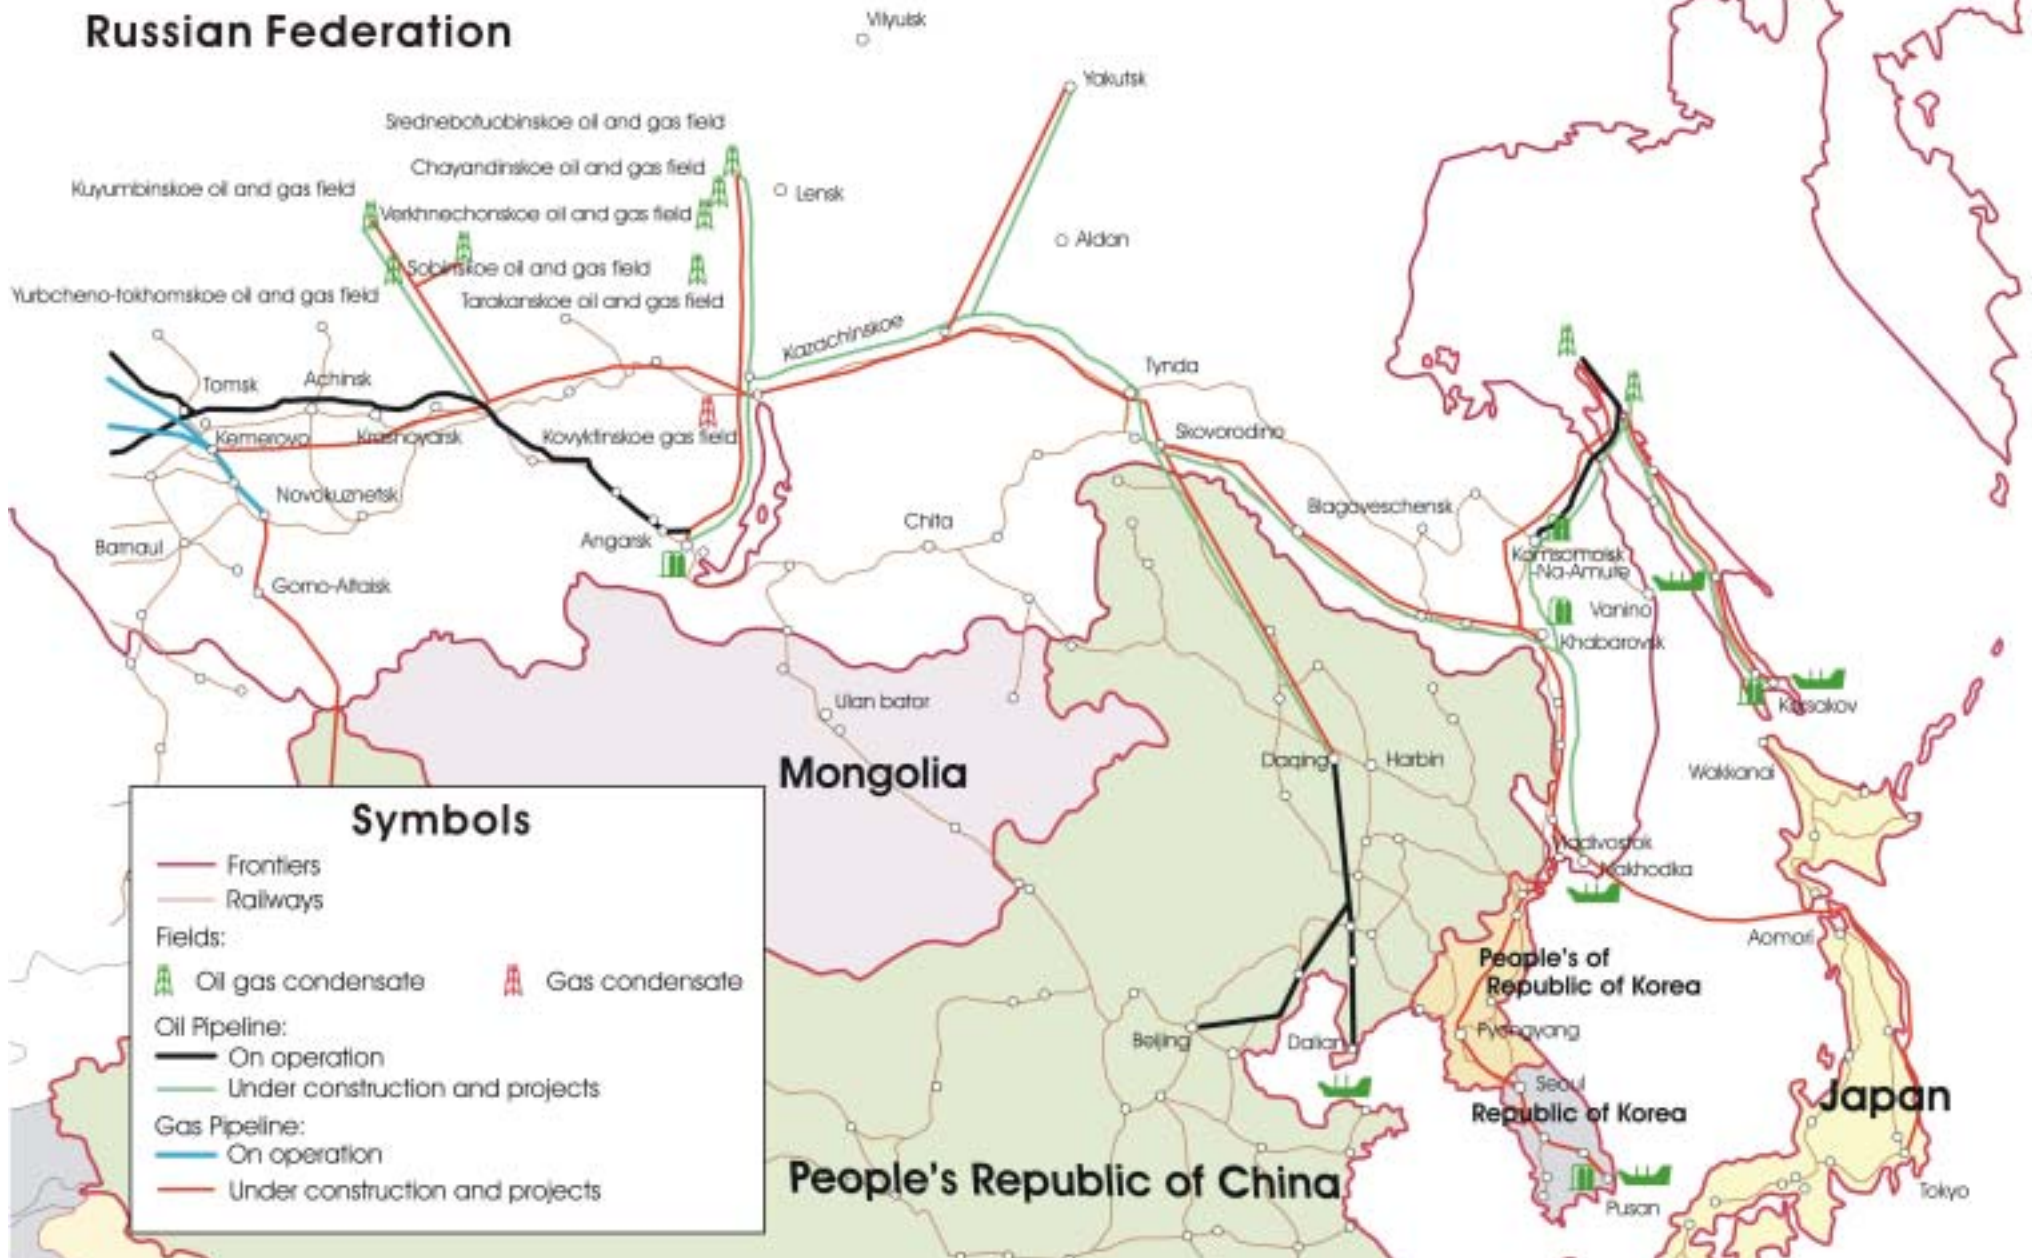 Russian Federation
Vilyuisk
Yakutsk
Srednebotuobinskoe oil and gas field
Chayandinskoe oil and gas field
Kuyumbinskoe oil and gas field
Lensk
Verkhnechonskoe oil and gas field
Aldan
Sobinskoe oil and gas field
Yurbcheno-tokhomskoe oil and gas field
Tarakanskoe oil and gas field
Kazachinskoe
Tynda
Tomsk
Achinsk
Skovorodino
Kemerovo
Krasnoyarsk
Kovyktinskoe gas field
Novokuznetsk
Blagoveschensk
Chita
Barnaul
Angarsk
Komsomolsk
-Na-Amure
Gorno-Altaisk
Vanino
Khabarovsk
Ulan bator
Korsakov
Mongolia
Daqing
Harbin
Wakkanai
Symbols
Vladivostok
Frontiers
Nakhodka
Railways
Fields:
Aomori
People's of
Republic of Korea
Oil gas condensate
Gas condensate
Oil Pipeline:
On operation
Pyongyang
Beijing
Dalian
Under construction and projects
Seoul
Japan
Republic of Korea
Gas Pipeline:
On operation
People's Republic of China
Under construction and projects
Tokyo
Pusan